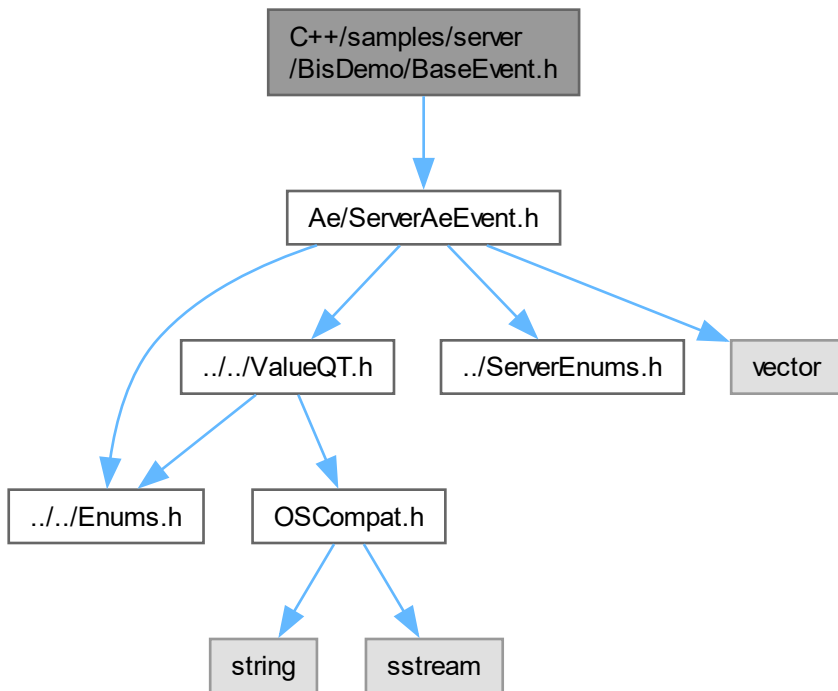 C++/samples/server
/BisDemo/BaseEvent.h
Ae/ServerAeEvent.h
../../ValueQT.h
../ServerEnums.h
vector
../../Enums.h
OSCompat.h
string
sstream